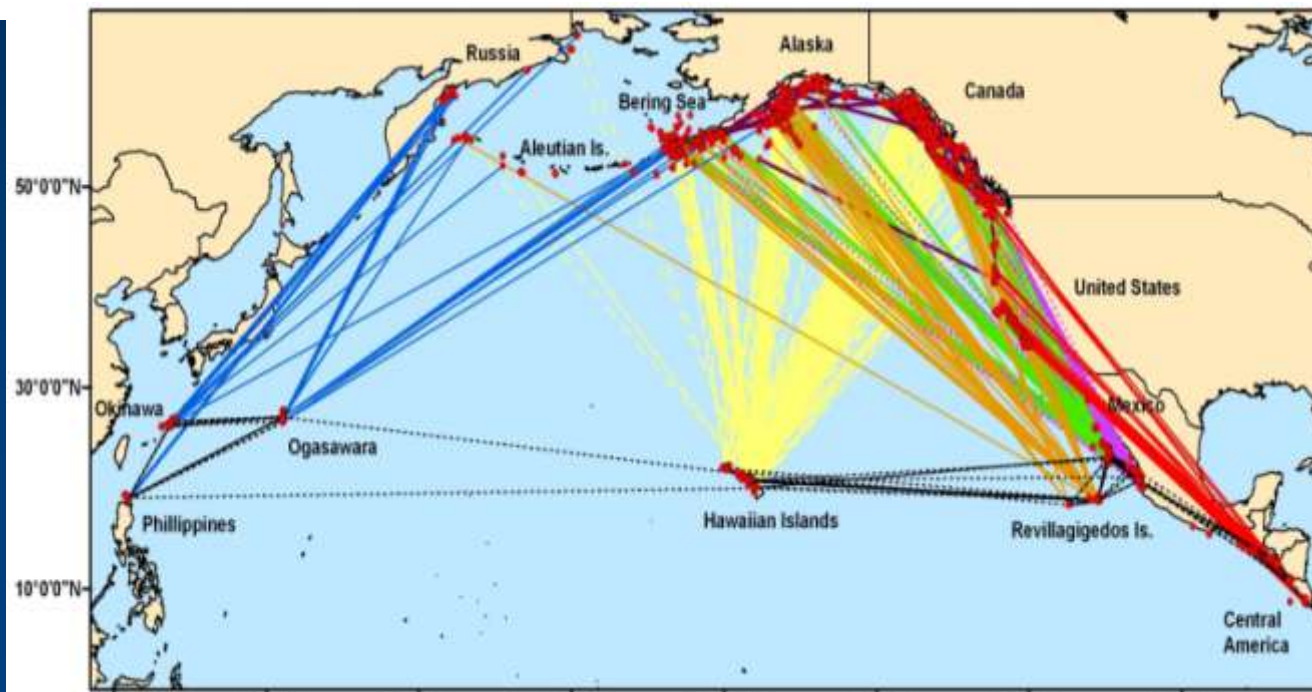 Alaska
Russia
Canada
Bering Sea
Aleutian Is.
50°0'0"N
United States
30°0'0"N
Mexico
Okinawa
Ogasawara
Phillippines
Hawaiian Islands
Revillagigedos Is.
10°0'0"N
Central
America